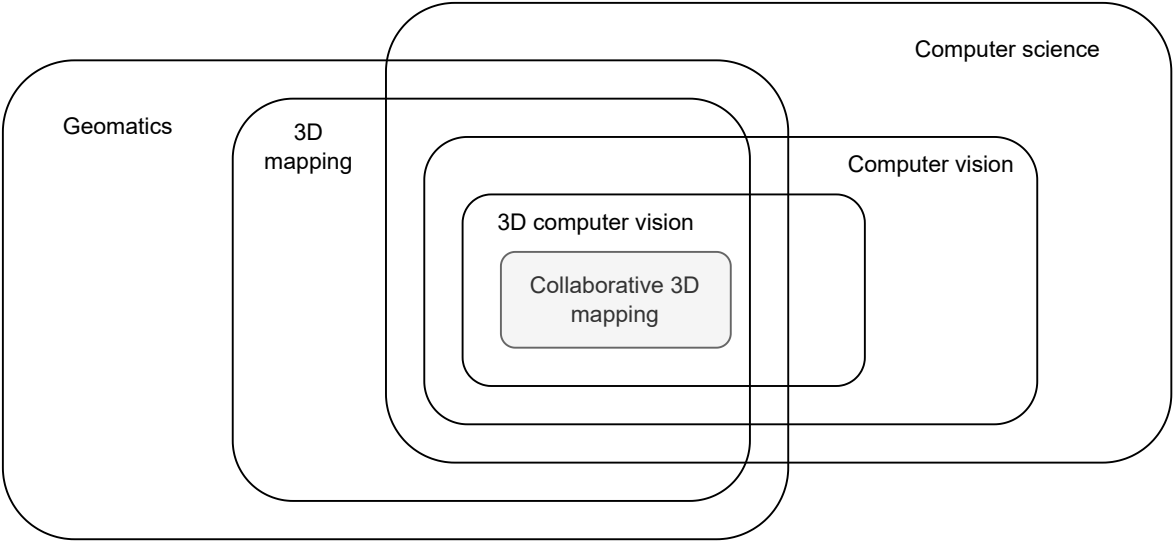 Computer science
Geomatics
3D
mapping
Computer vision
3D computer vision
Collaborative 3D
mapping